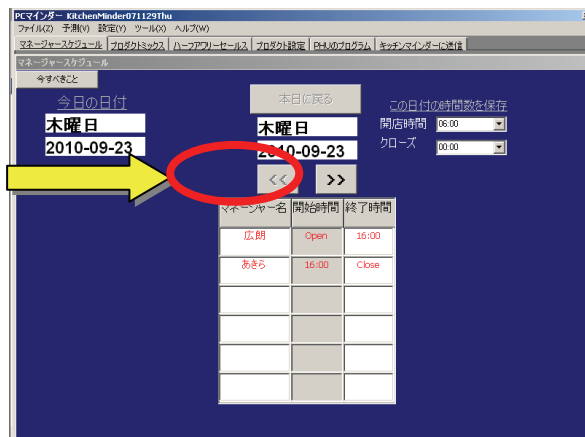 PCマインダー KitchenMinder071129Thu
ファイル(Z) 予測(V) 設定(Y) ツール(X) ヘルプ(W)
マネージャースケジュール プロダクトミックス ハーフアワリーセールス プロダクト設定 PHUのプログラム キッチンマインダーに送信
マネージャースケジュール
今すべきこと
今日の日付 本日に戻る この日付の時間数を保存
木曜日 木曜日 開店時間 06:00
2010-09-23 2010-09-23 クローズ 00:00
<< >>
マネージャー名 開始時間 終了時間
広朗 Open 16:00
あきら 16:00 Close